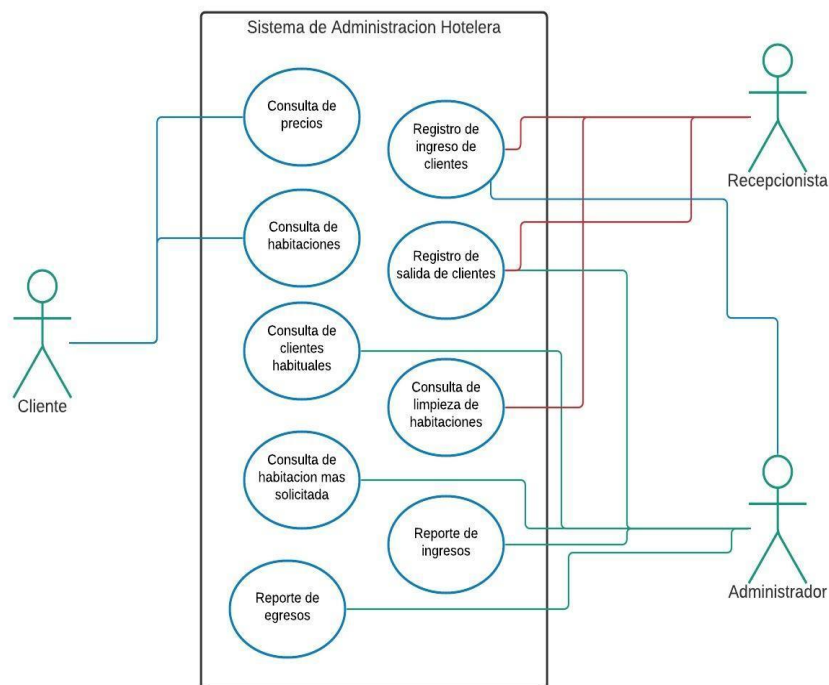 Sistema de Administracion Hotelera
Consulta de
precios
Registro de
ingreso de
clientes
Recepcionista
Consulta de
habitaciones
Registro de
salida de clientes
Cliente
Consulta de
clientes
habituales
Consulta de
limpieza de
habitaciones
Consulta de
habitacion mas
solicitada
Reporte de
ingresos
Administrador
Reporte de
egresos